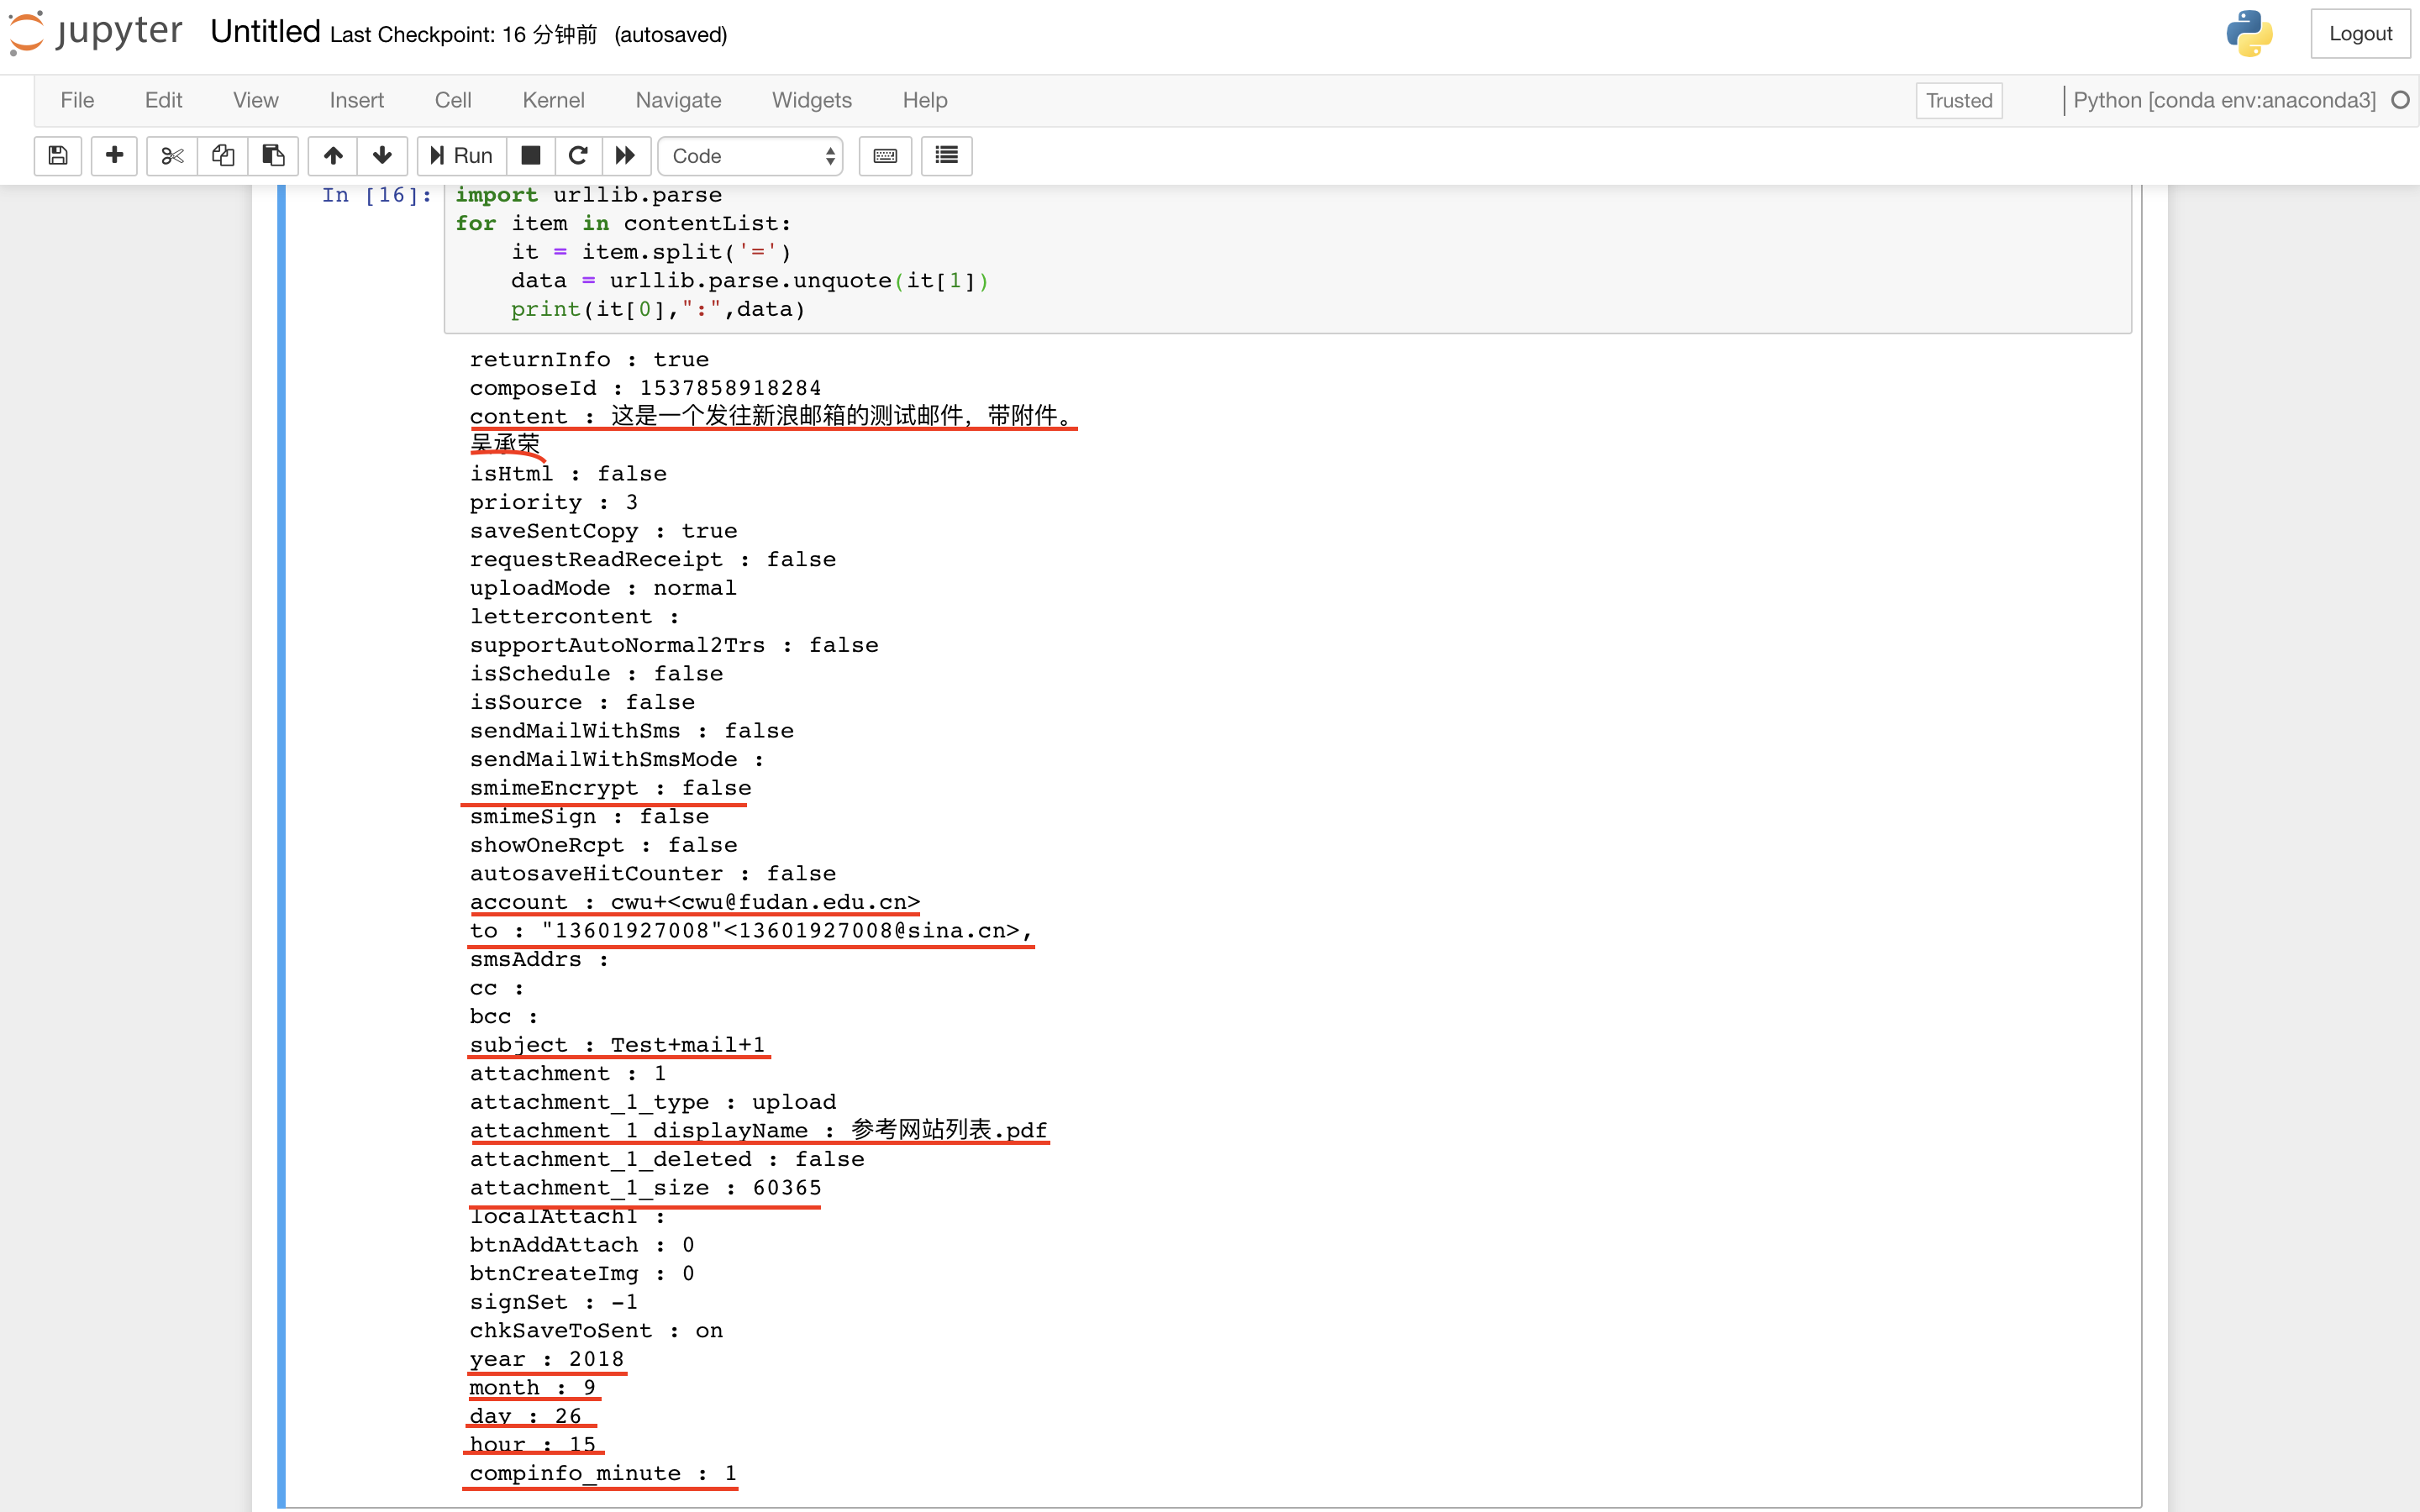 jupyter Untitled Last Checkpoint: 16 分钟前 (autosaved) Logout
File Edit View Insert Cell Kernel Navigate Widgets Help Trusted Python [conda env:anaconda3]
Run Code
In [16]: import urllib.parse
for item in contentList:
    it = item.split('=')
    data = urllib.parse.unquote(it[1])
    print(it[0],":",data)
returnInfo : true
composeId : 1537858918284
content : 这是一个发往新浪邮箱的测试邮件，带附件。
吴承荣
isHtml : false
priority : 3
saveSentCopy : true
requestReadReceipt : false
uploadMode : normal
lettercontent :
supportAutoNormal2Trs : false
isSchedule : false
isSource : false
sendMailWithSms : false
sendMailWithSmsMode :
smimeEncrypt : false
smimeSign : false
showOneRcpt : false
autosaveHitCounter : false
account : cwu+<cwu@fudan.edu.cn>
to : "13601927008"<13601927008@sina.cn>,
smsAddrs :
cc :
bcc :
subject : Test+mail+1
attachment : 1
attachment_1_type : upload
attachment_1_displayName : 参考网站列表.pdf
attachment_1_deleted : false
attachment_1_size : 60365
localAttach1 :
btnAddAttach : 0
btnCreateImg : 0
signSet : -1
chkSaveToSent : on
year : 2018
month : 9
day : 26
hour : 15
compinfo_minute : 1